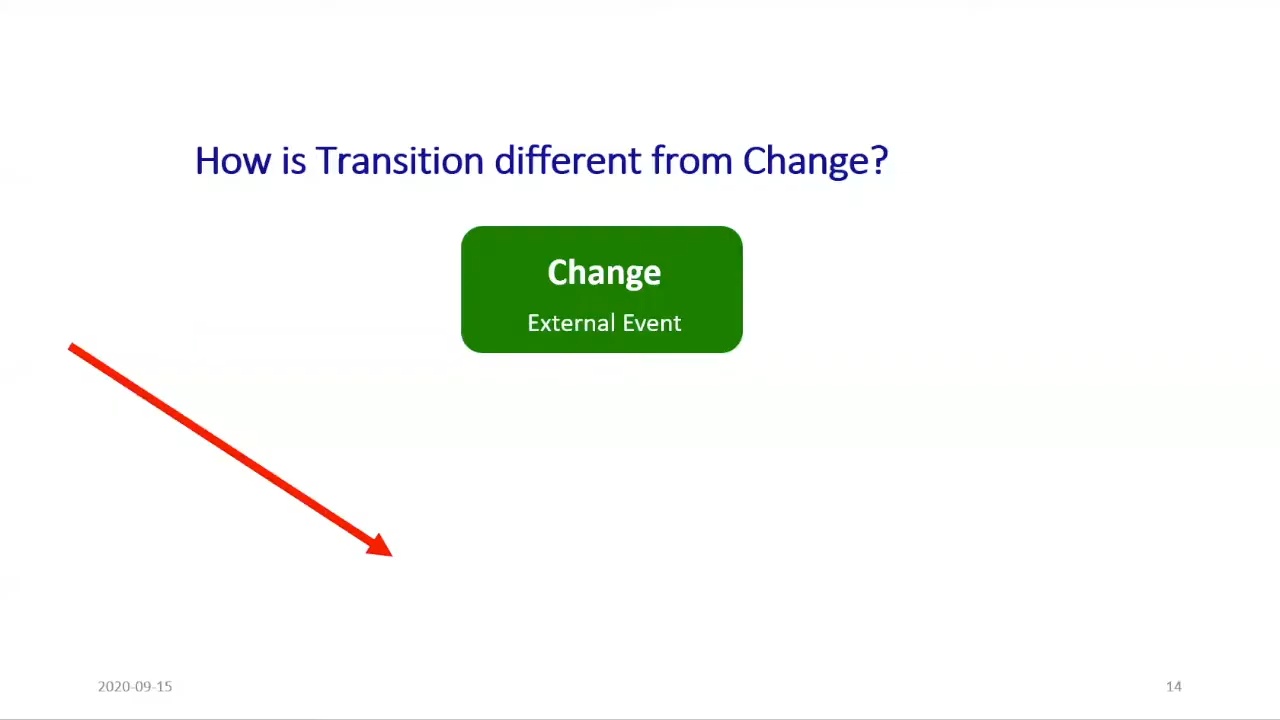 How is Transition different from Change?
Change
External Event
2020-09-15
14